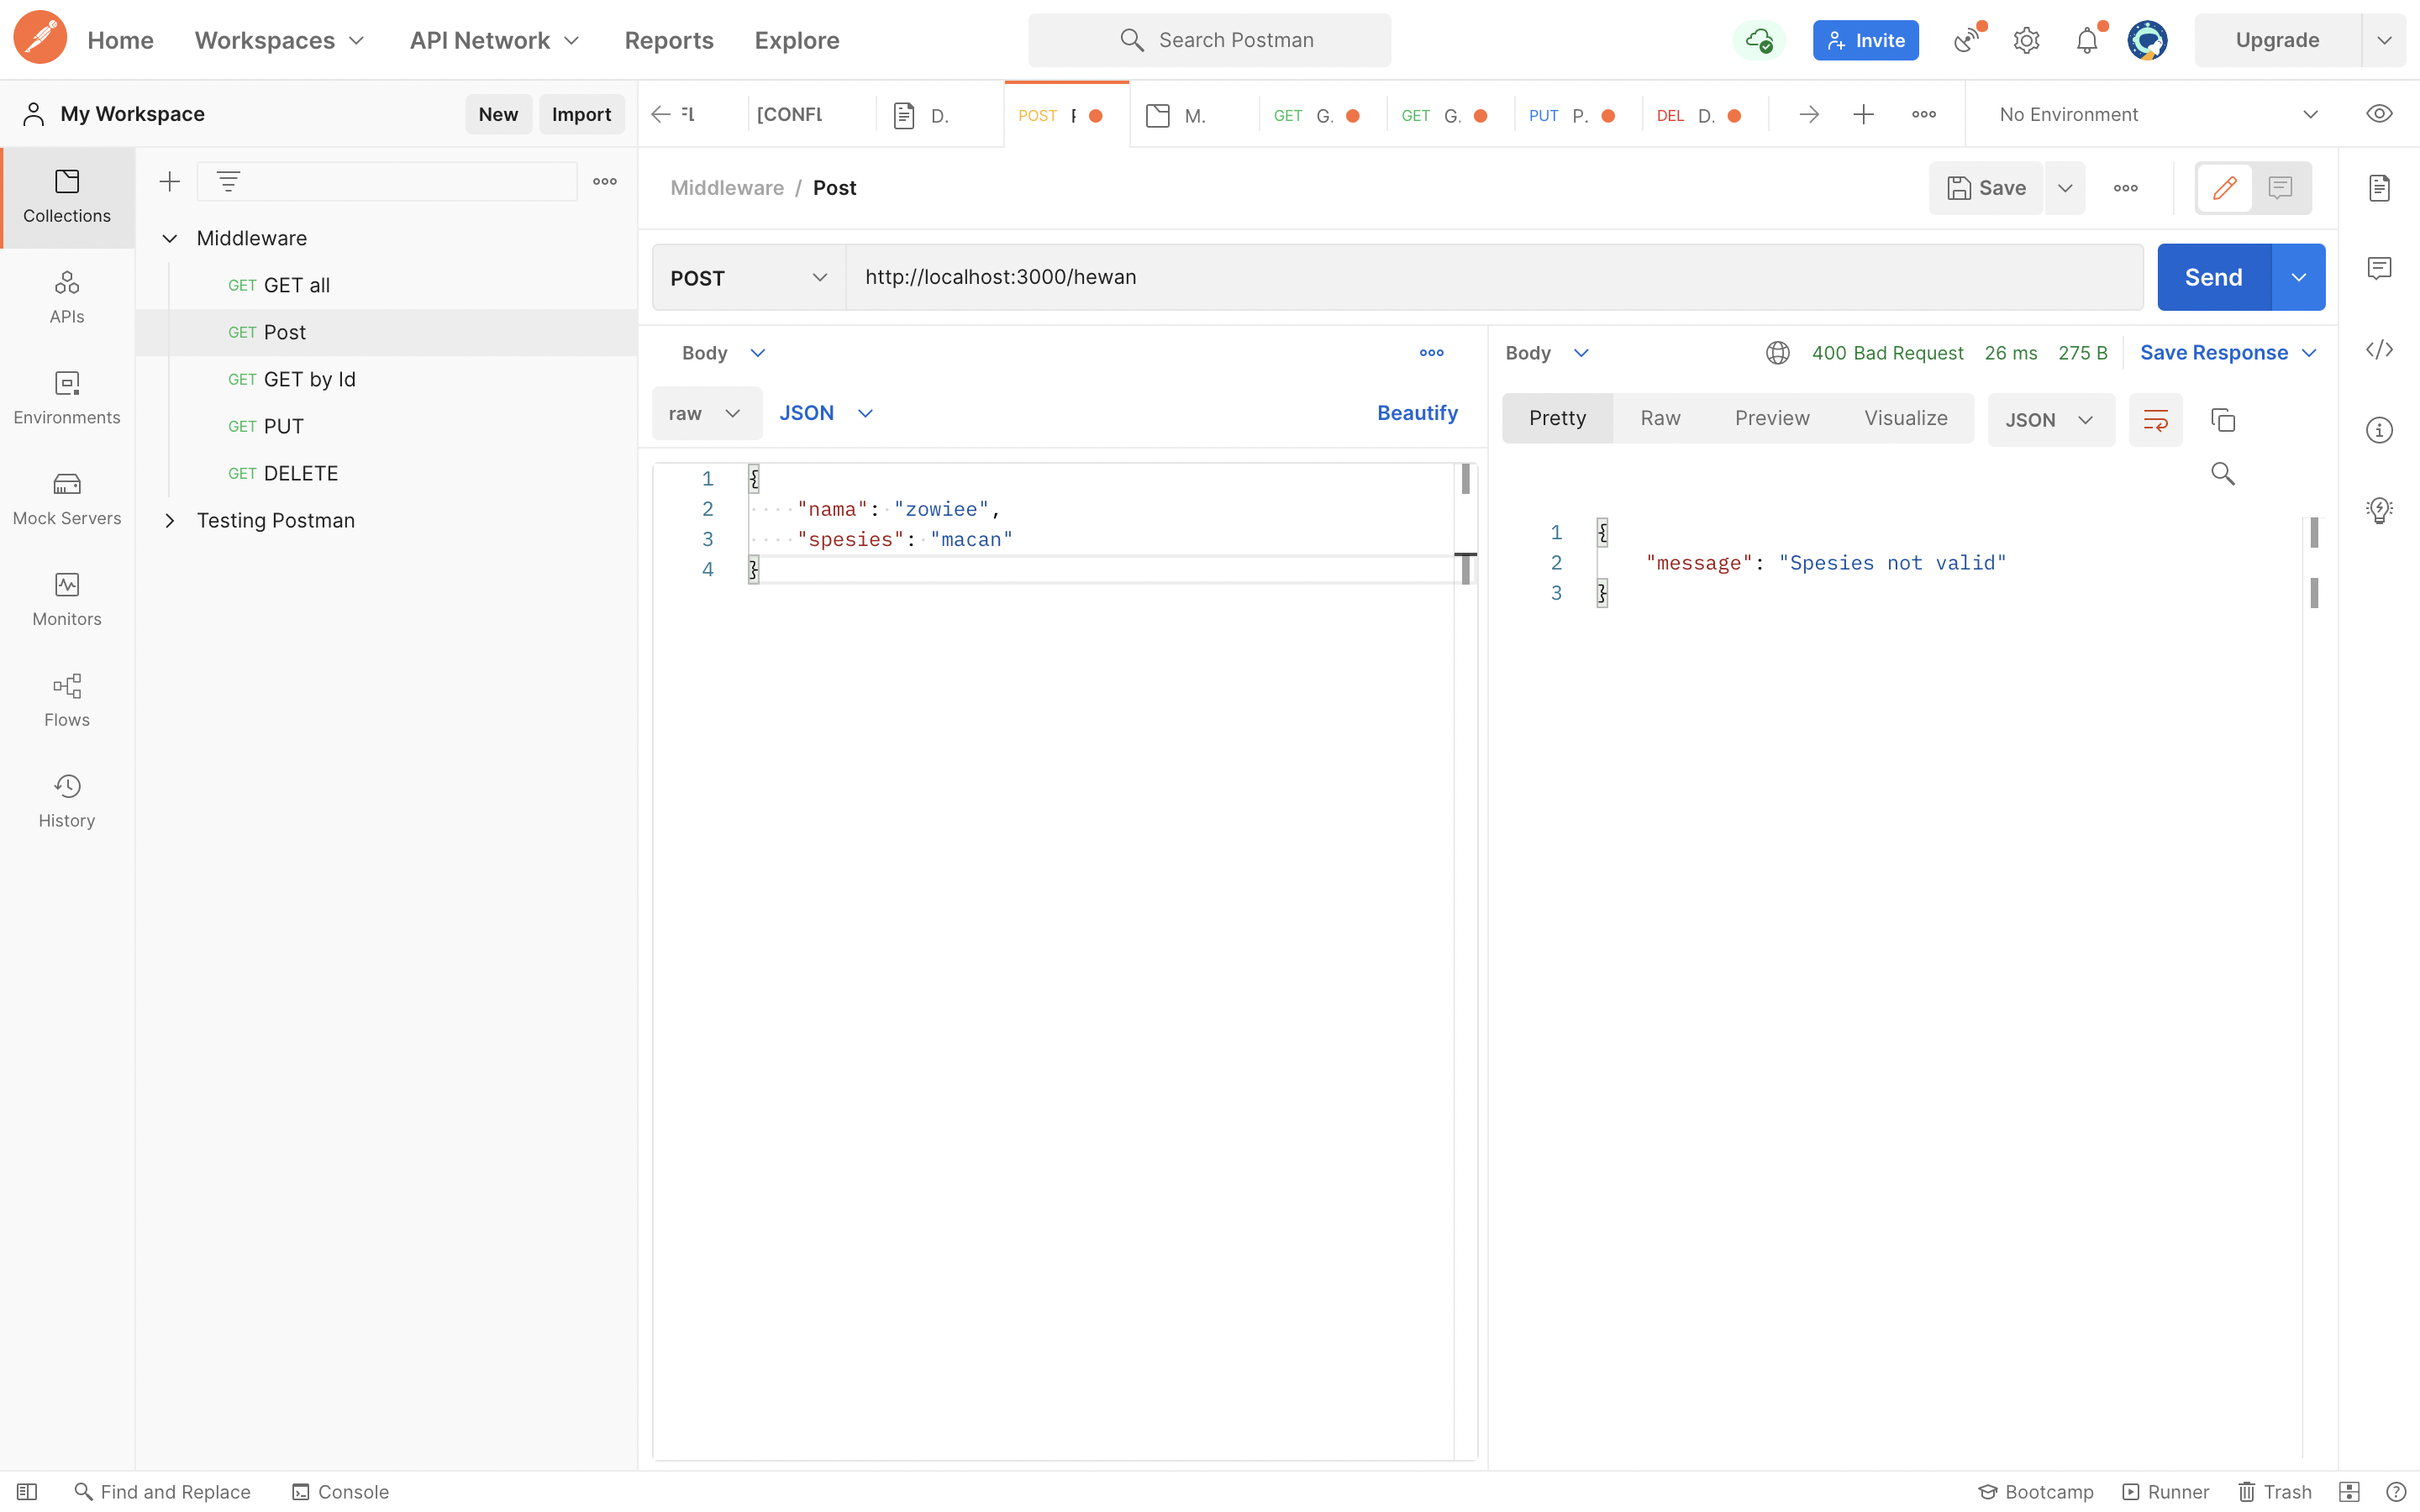 Home Workspaces API Network Reports Explore Search Postman Invite Upgrade
My Workspace New Import [CONFL D. POST M. GET G. GET G. PUT P. DEL D. No Environment
Collections
APIs
Environments
Mock Servers
Monitors
Flows
History
Middleware
GET GET all
GET Post
GET GET by Id
GET PUT
GET DELETE
Testing Postman
Middleware / Post Save
POST http://localhost:3000/hewan Send
Body
raw JSON Beautify
1 {
2 "nama": "zowiee",
3 "spesies": "macan"
4 }
Body 400 Bad Request 26 ms 275 B Save Response
Pretty Raw Preview Visualize JSON
1 {
2 "message": "Spesies not valid"
3 }
Find and Replace Console Bootcamp Runner Trash